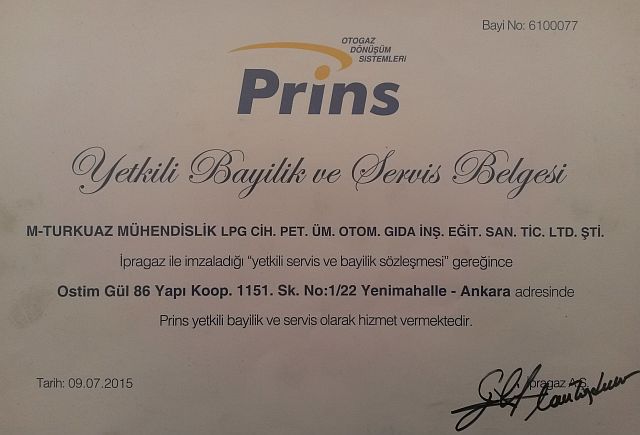 Bayi No: 6100077
OTOGAZ
DÖNÜŞÜM
SİSTEMLERİ
Prins
Yetkili Bayilik ve Servis Belgesi
M-TURKUAZ MÜHENDİSLİK LPG CİH. PET. ÜM. OTOM. GIDA İNŞ. EĞİT. SAN. TİC. LTD. ŞTİ.
İpragaz ile imzaladığı "yetkili servis ve bayilik sözleşmesi" gereğince
Ostim Gül 86 Yapı Koop. 1151. Sk. No:1/22 Yenimahalle - Ankara adresinde
Prins yetkili bayilik ve servis olarak hizmet vermektedir.
Tarih: 09.07.2015
İpragaz A.Ş.